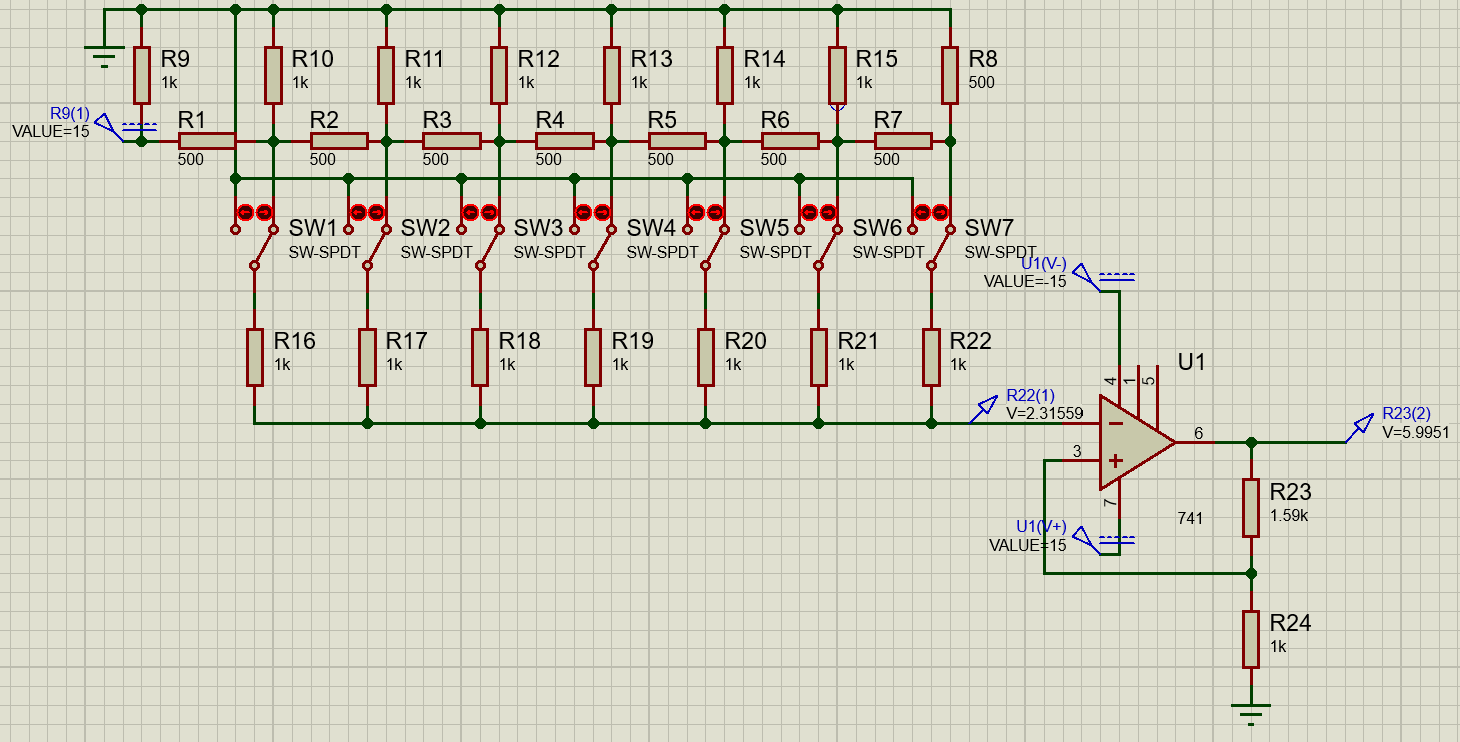 R9
1k
R10
1k
R11
1k
R12
1k
R13
1k
R14
1k
R15
1k
R8
500
R9(1)
VALUE=15
R1
500
R2
500
R3
500
R4
500
R5
500
R6
500
R7
500
SW1
SW-SPDT
SW2
SW-SPDT
SW3
SW-SPDT
SW4
SW-SPDT
SW5
SW-SPDT
SW6
SW-SPDT
SW7
SW-SPDT
U1(V-)
VALUE=-15
R16
1k
R17
1k
R18
1k
R19
1k
R20
1k
R21
1k
R22
1k
U1
4
1
5
R22(1)
V=2.31559
6
R23(2)
V=5.9951
3
7
U1(V+)
VALUE=15
741
R23
1.59k
R24
1k